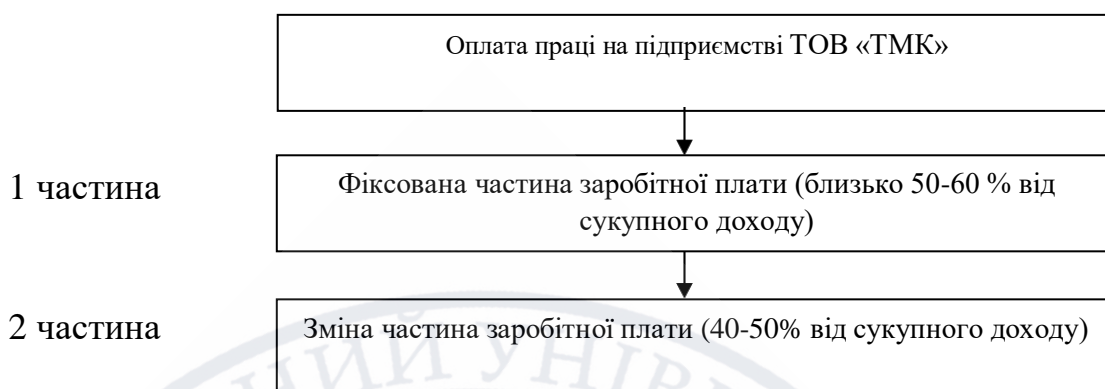 Оплата праці на підприємстві ТОВ «ТМК»
1 частина
Фіксована частина заробітної плати (близько 50-60 % від
сукупного доходу)
2 частина
Зміна частина заробітної плати (40-50% від сукупного доходу)